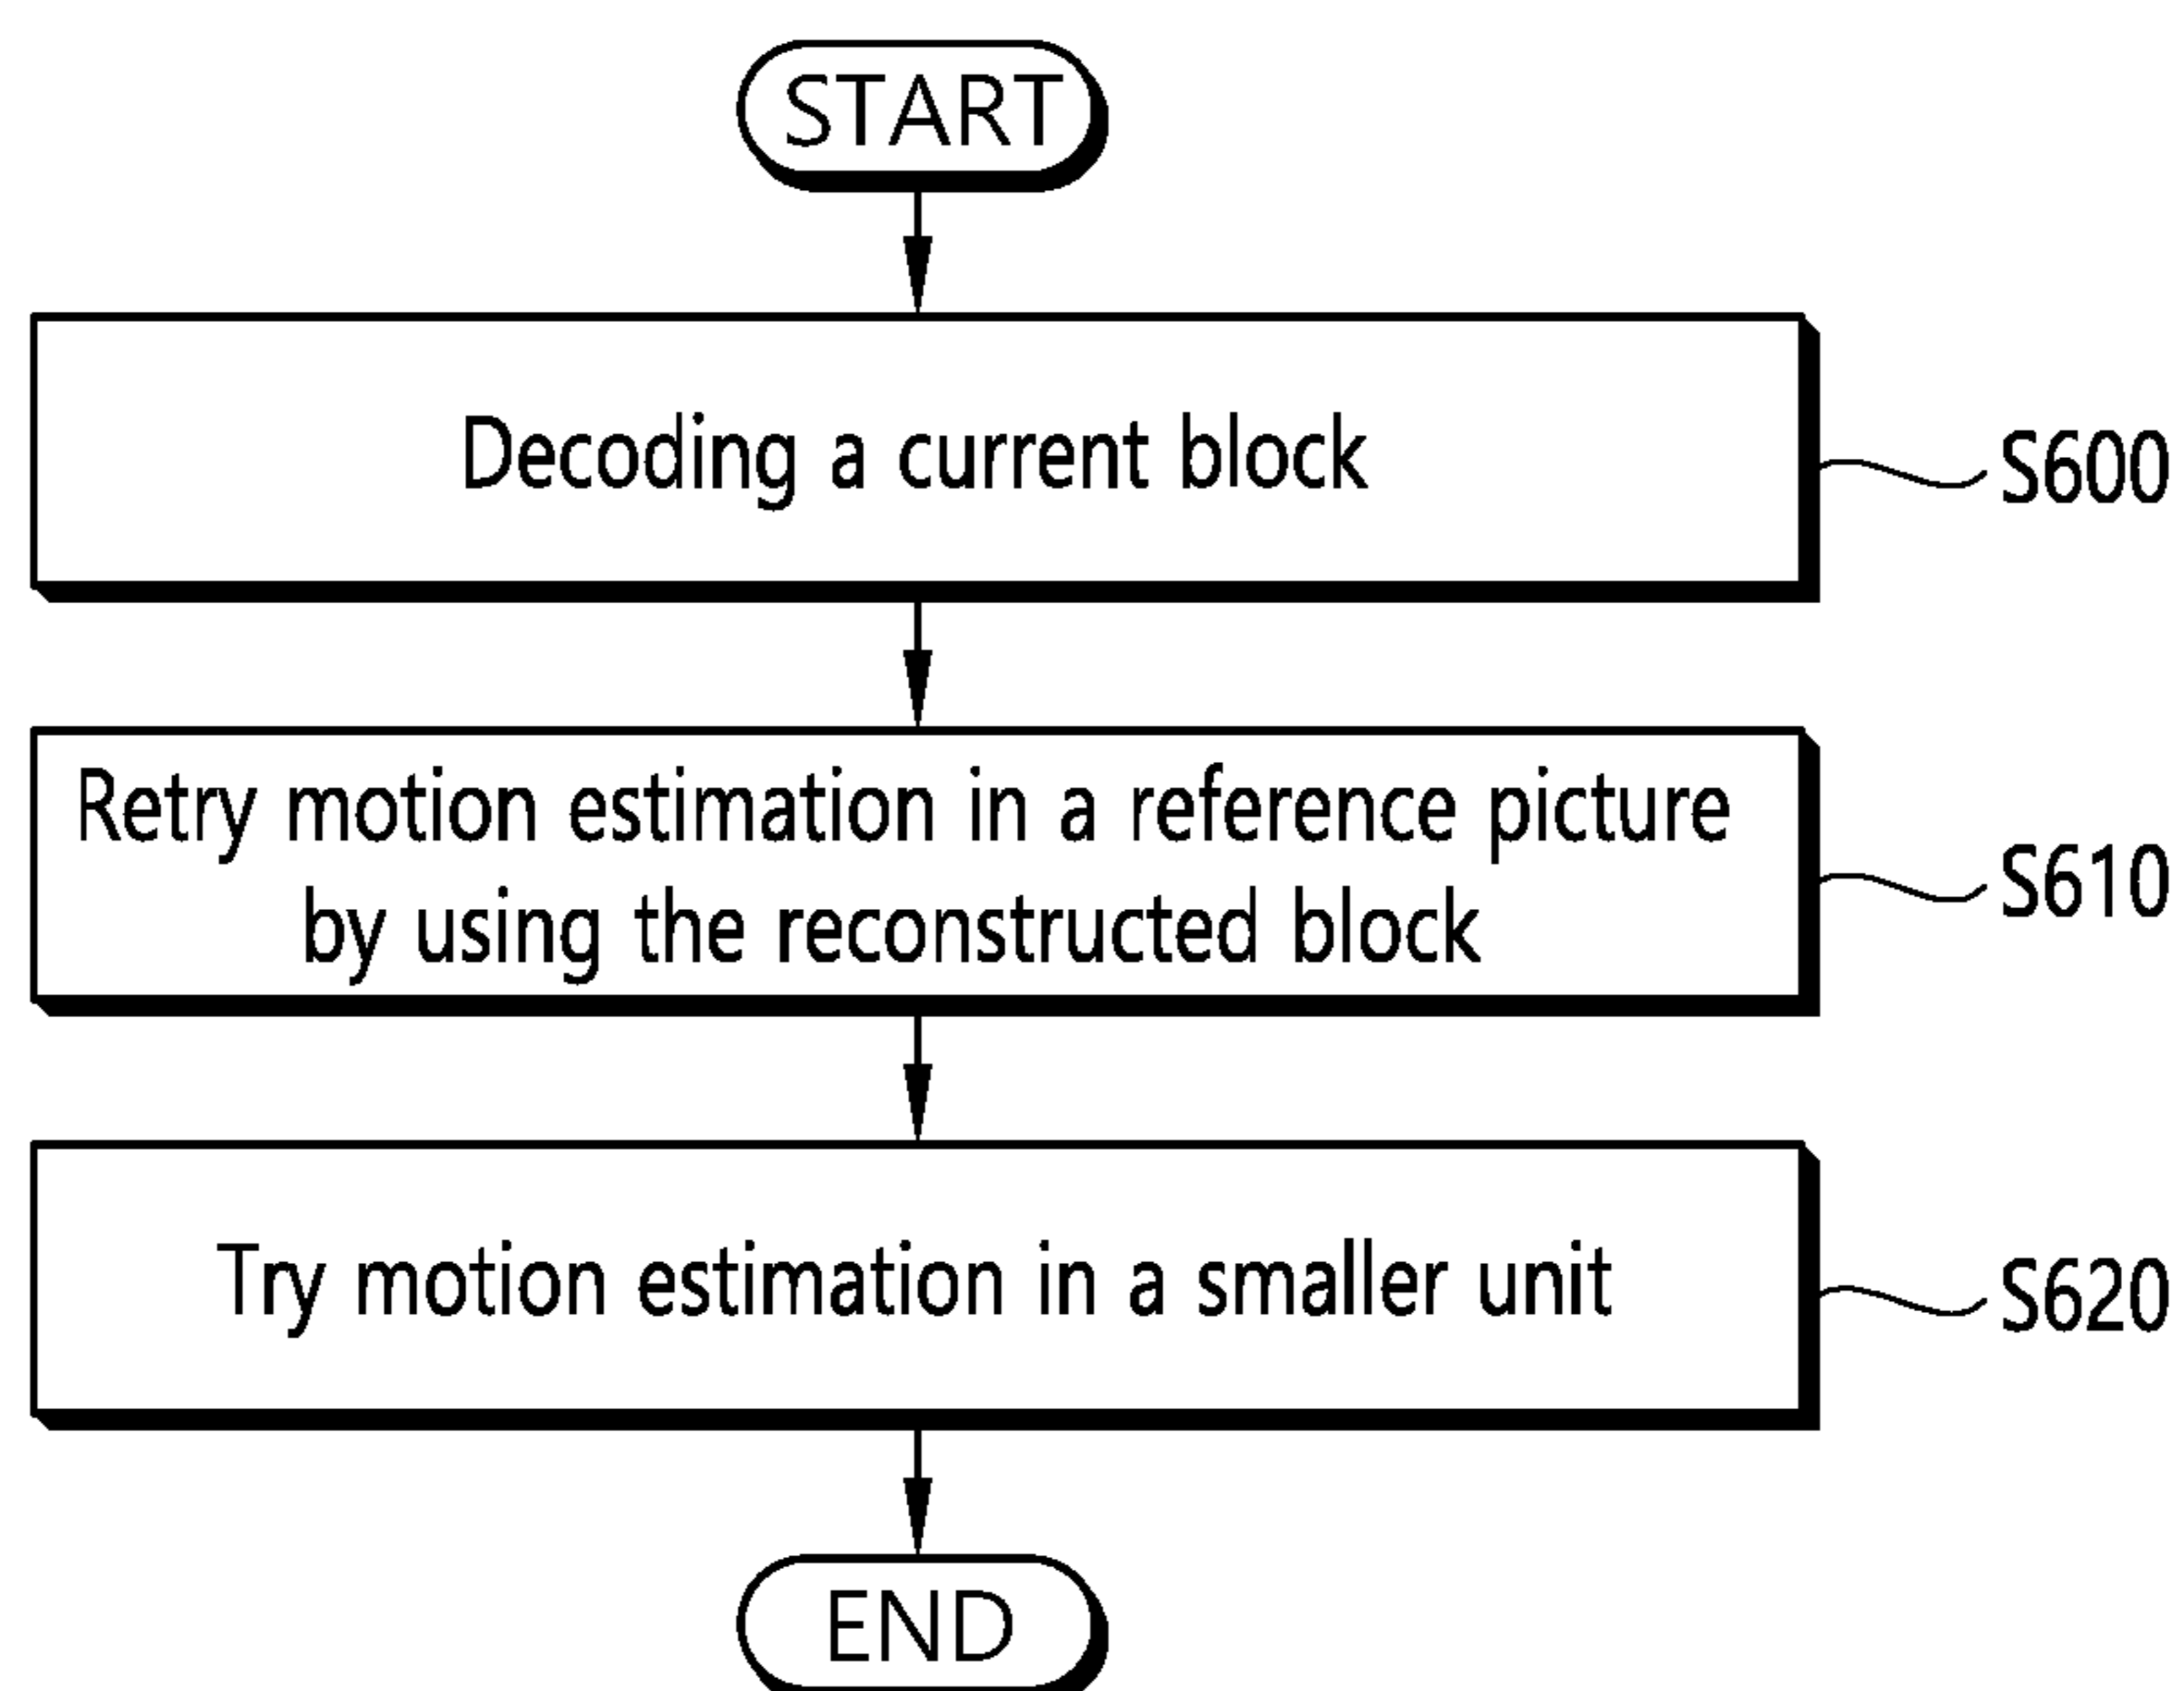 START
Decoding a current block
S600
Retry motion estimation in a reference picture
by using the reconstructed block
S610
Try motion estimation in a smaller unit
S620
END